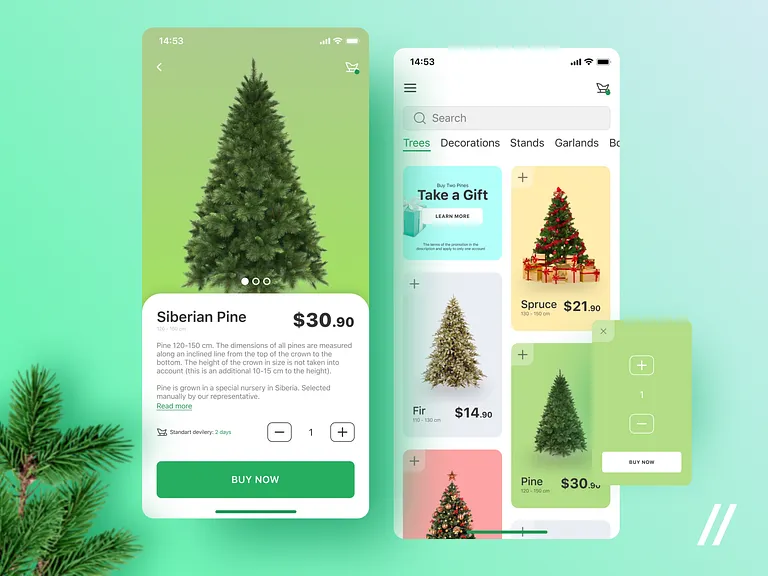 14:53
Siberian Pine
120 - 150 cm
$30.90
Pine 120-150 cm. The dimensions of all pines are measured
along an inclined line from the top of the crown to the
bottom. The height of the crown in size is not taken into
account (this is an additional 10-15 cm to the height).
Pine is grown in a special nursery in Siberia. Selected
manually by our representative.
Read more
Standart devilery: 2 days
1
BUY NOW
14:53
Search
Trees Decorations Stands Garlands Bo
Buy Two Pines
Take a Gift
LEARN MORE
The terms of the promotion in the
description and apply to only one account
Spruce $21.90
130 - 150 cm
Fir $14.90
110 - 130 cm
Pine $30.90
120 - 150 cm
1
BUY NOW